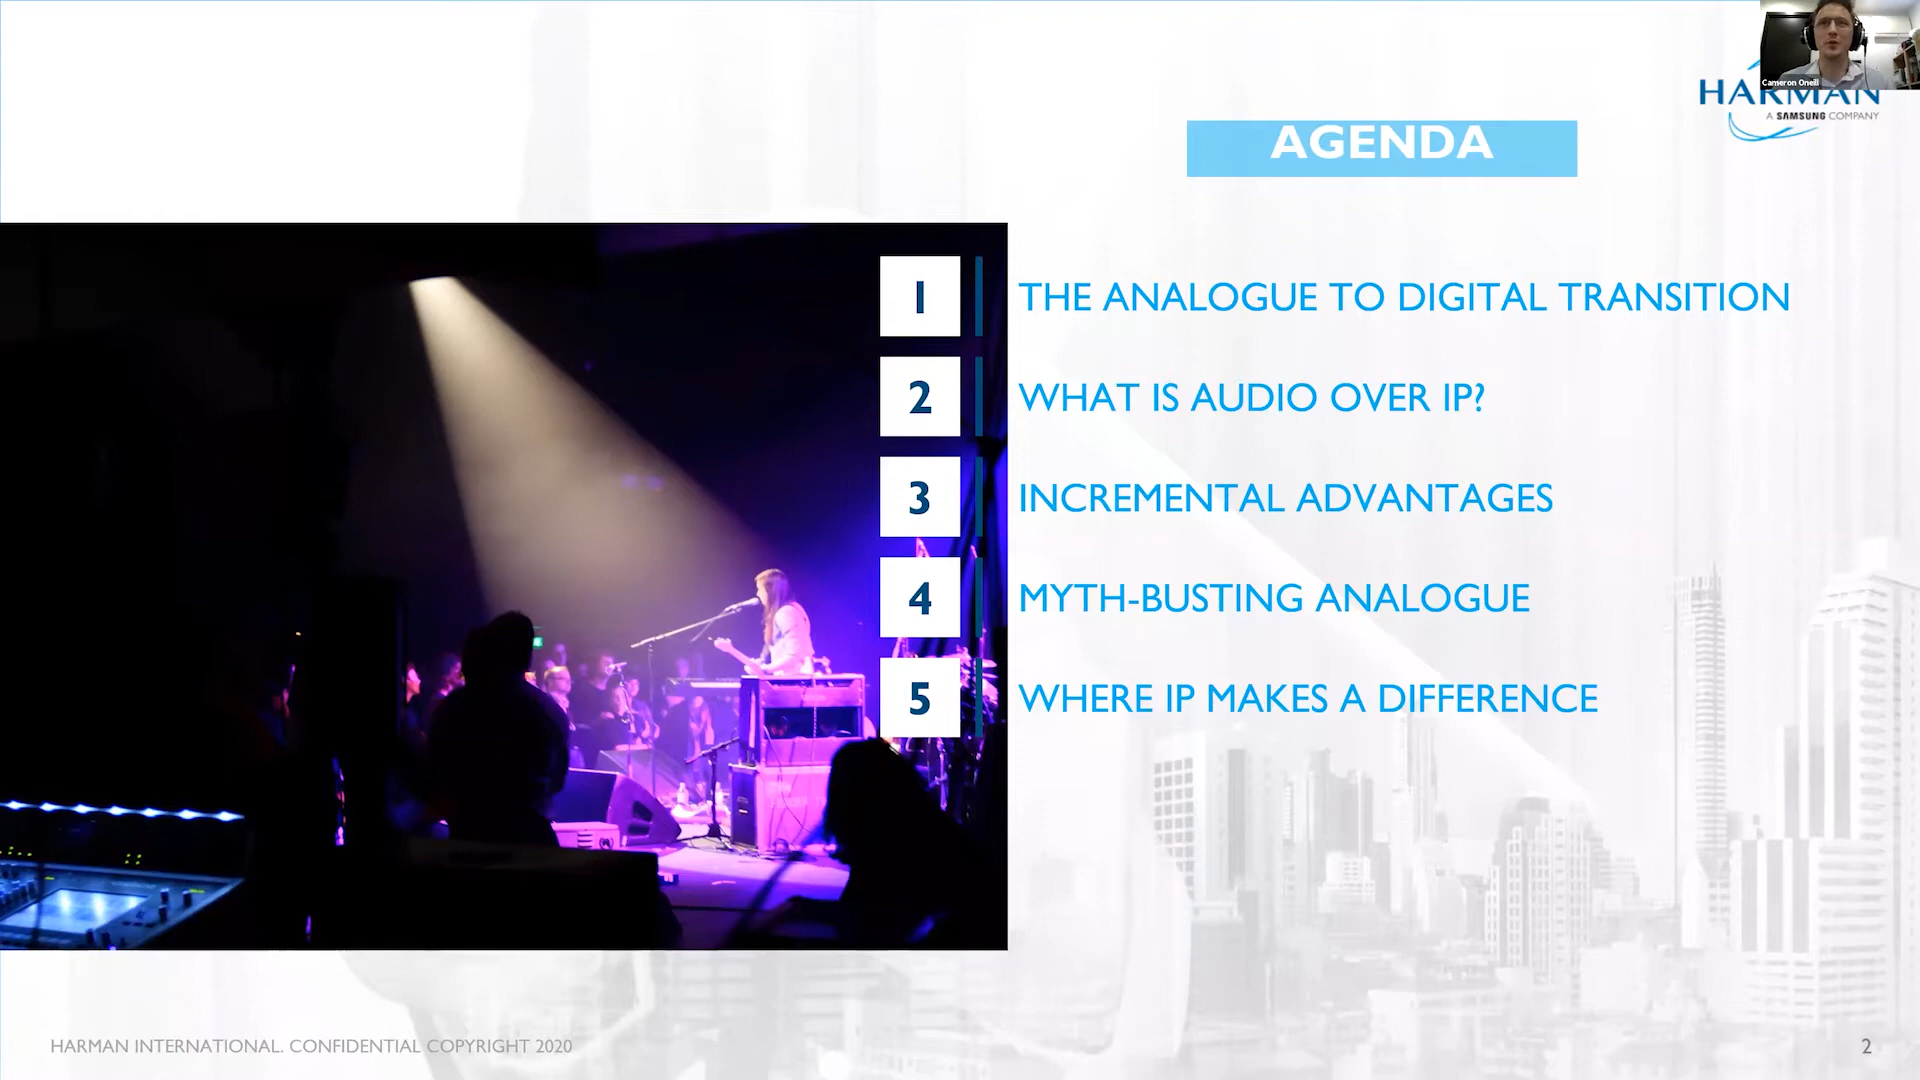 Cameron Oneill
HARMAN
A SAMSUNG COMPANY
AGENDA
1 THE ANALOGUE TO DIGITAL TRANSITION
2 WHAT IS AUDIO OVER IP?
3 INCREMENTAL ADVANTAGES
4 MYTH-BUSTING ANALOGUE
5 WHERE IP MAKES A DIFFERENCE
HARMAN INTERNATIONAL. CONFIDENTIAL COPYRIGHT 2020
2